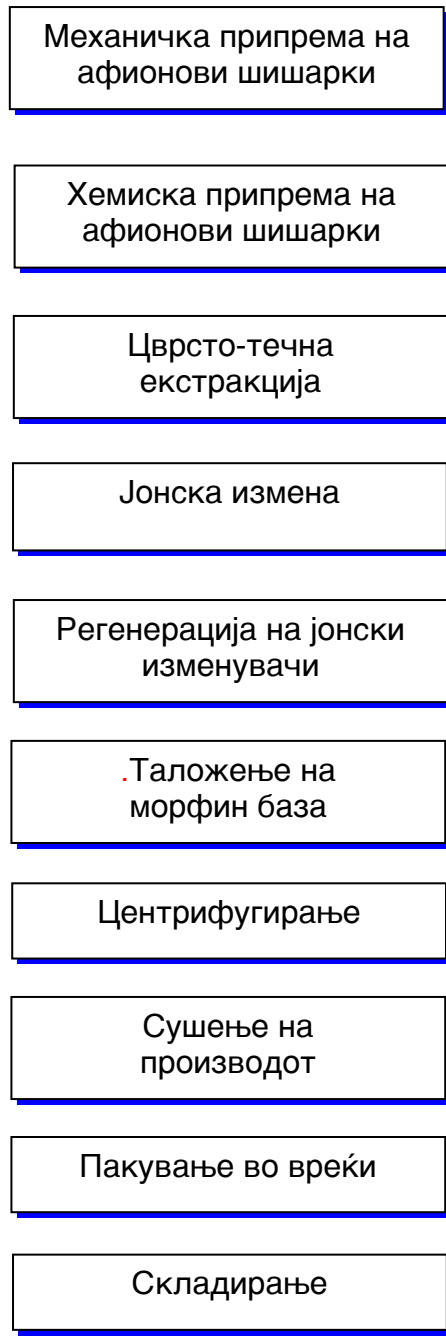 Механичка припрема на
афионови шишарки
Хемиска припрема на
афионови шишарки
Цврсто-течна
екстракција
Јонска измена
Регенерација на јонски
изменувачи
.Таложење на
морфин база
Центрифугирање
Сушење на
производот
Пакување во вреќи
Складирање